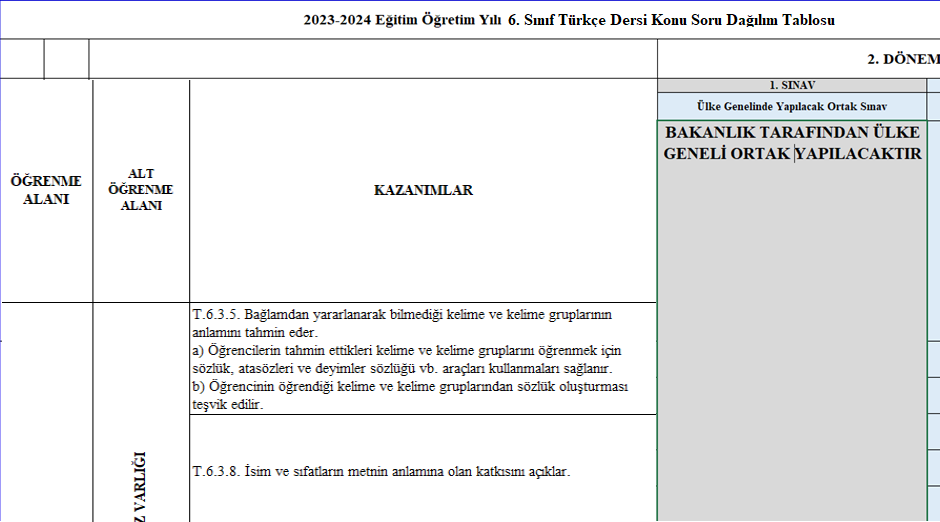 2023-2024 Eğitim Öğretim Yılı 6. Sınıf Türkçe Dersi Konu Soru Dağılım Tablosu
2. DÖNEM
1. SINAV
Ülke Genelinde Yapılacak Ortak Sınav
BAKANLIK TARAFINDAN ÜLKE
GENELİ ORTAK YAPILACAKTIR
ÖĞRENME
ALANI
ALT
ÖĞRENME
ALANI
KAZANIMLAR
T.6.3.5. Bağlamdan yararlanarak bilmediği kelime ve kelime gruplarının
anlamını tahmin eder.
a) Öğrencilerin tahmin ettikleri kelime ve kelime gruplarını öğrenmek için
sözlük, atasözleri ve deyimler sözlüğü vb. araçları kullanmaları sağlanır.
b) Öğrencinin öğrendiği kelime ve kelime gruplarından sözlük oluşturması
teşvik edilir.
Z VARLIĞI
T.6.3.8. İsim ve sıfatların metnin anlamına olan katkısını açıklar.